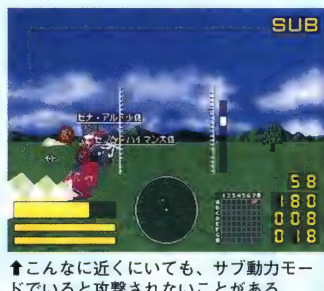 SUB
セナ・アルト少佐
ハイマン大佐
58
12345678
180
008
018
⬆こんなに近くにいても、サブ動力モー
ドでいると攻撃されないことがある